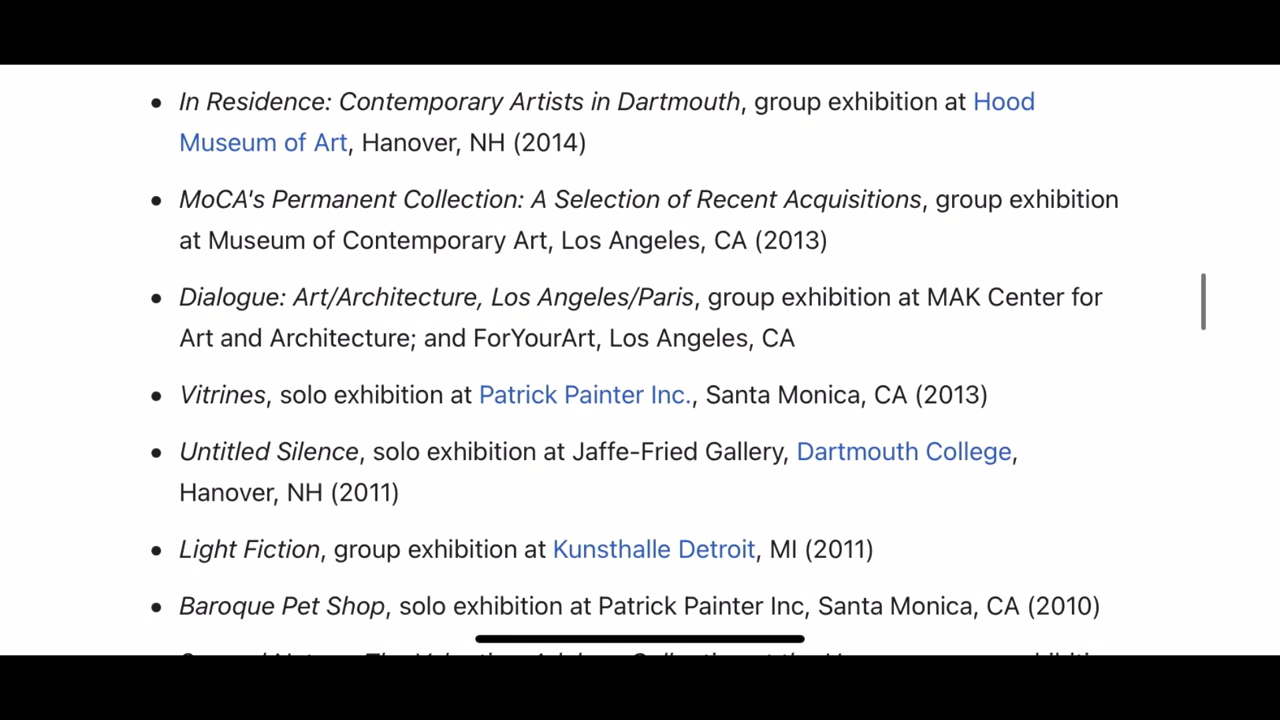 In Residence: Contemporary Artists in Dartmouth, group exhibition at Hood
Museum of Art, Hanover, NH (2014)
MoCA's Permanent Collection: A Selection of Recent Acquisitions, group exhibition
at Museum of Contemporary Art, Los Angeles, CA (2013)
Dialogue: Art/Architecture, Los Angeles/Paris, group exhibition at MAK Center for
Art and Architecture; and ForYourArt, Los Angeles, CA
Vitrines, solo exhibition at Patrick Painter Inc., Santa Monica, CA (2013)
Untitled Silence, solo exhibition at Jaffe-Fried Gallery, Dartmouth College,
Hanover, NH (2011)
Light Fiction, group exhibition at Kunsthalle Detroit, MI (2011)
Baroque Pet Shop, solo exhibition at Patrick Painter Inc, Santa Monica, CA (2010)